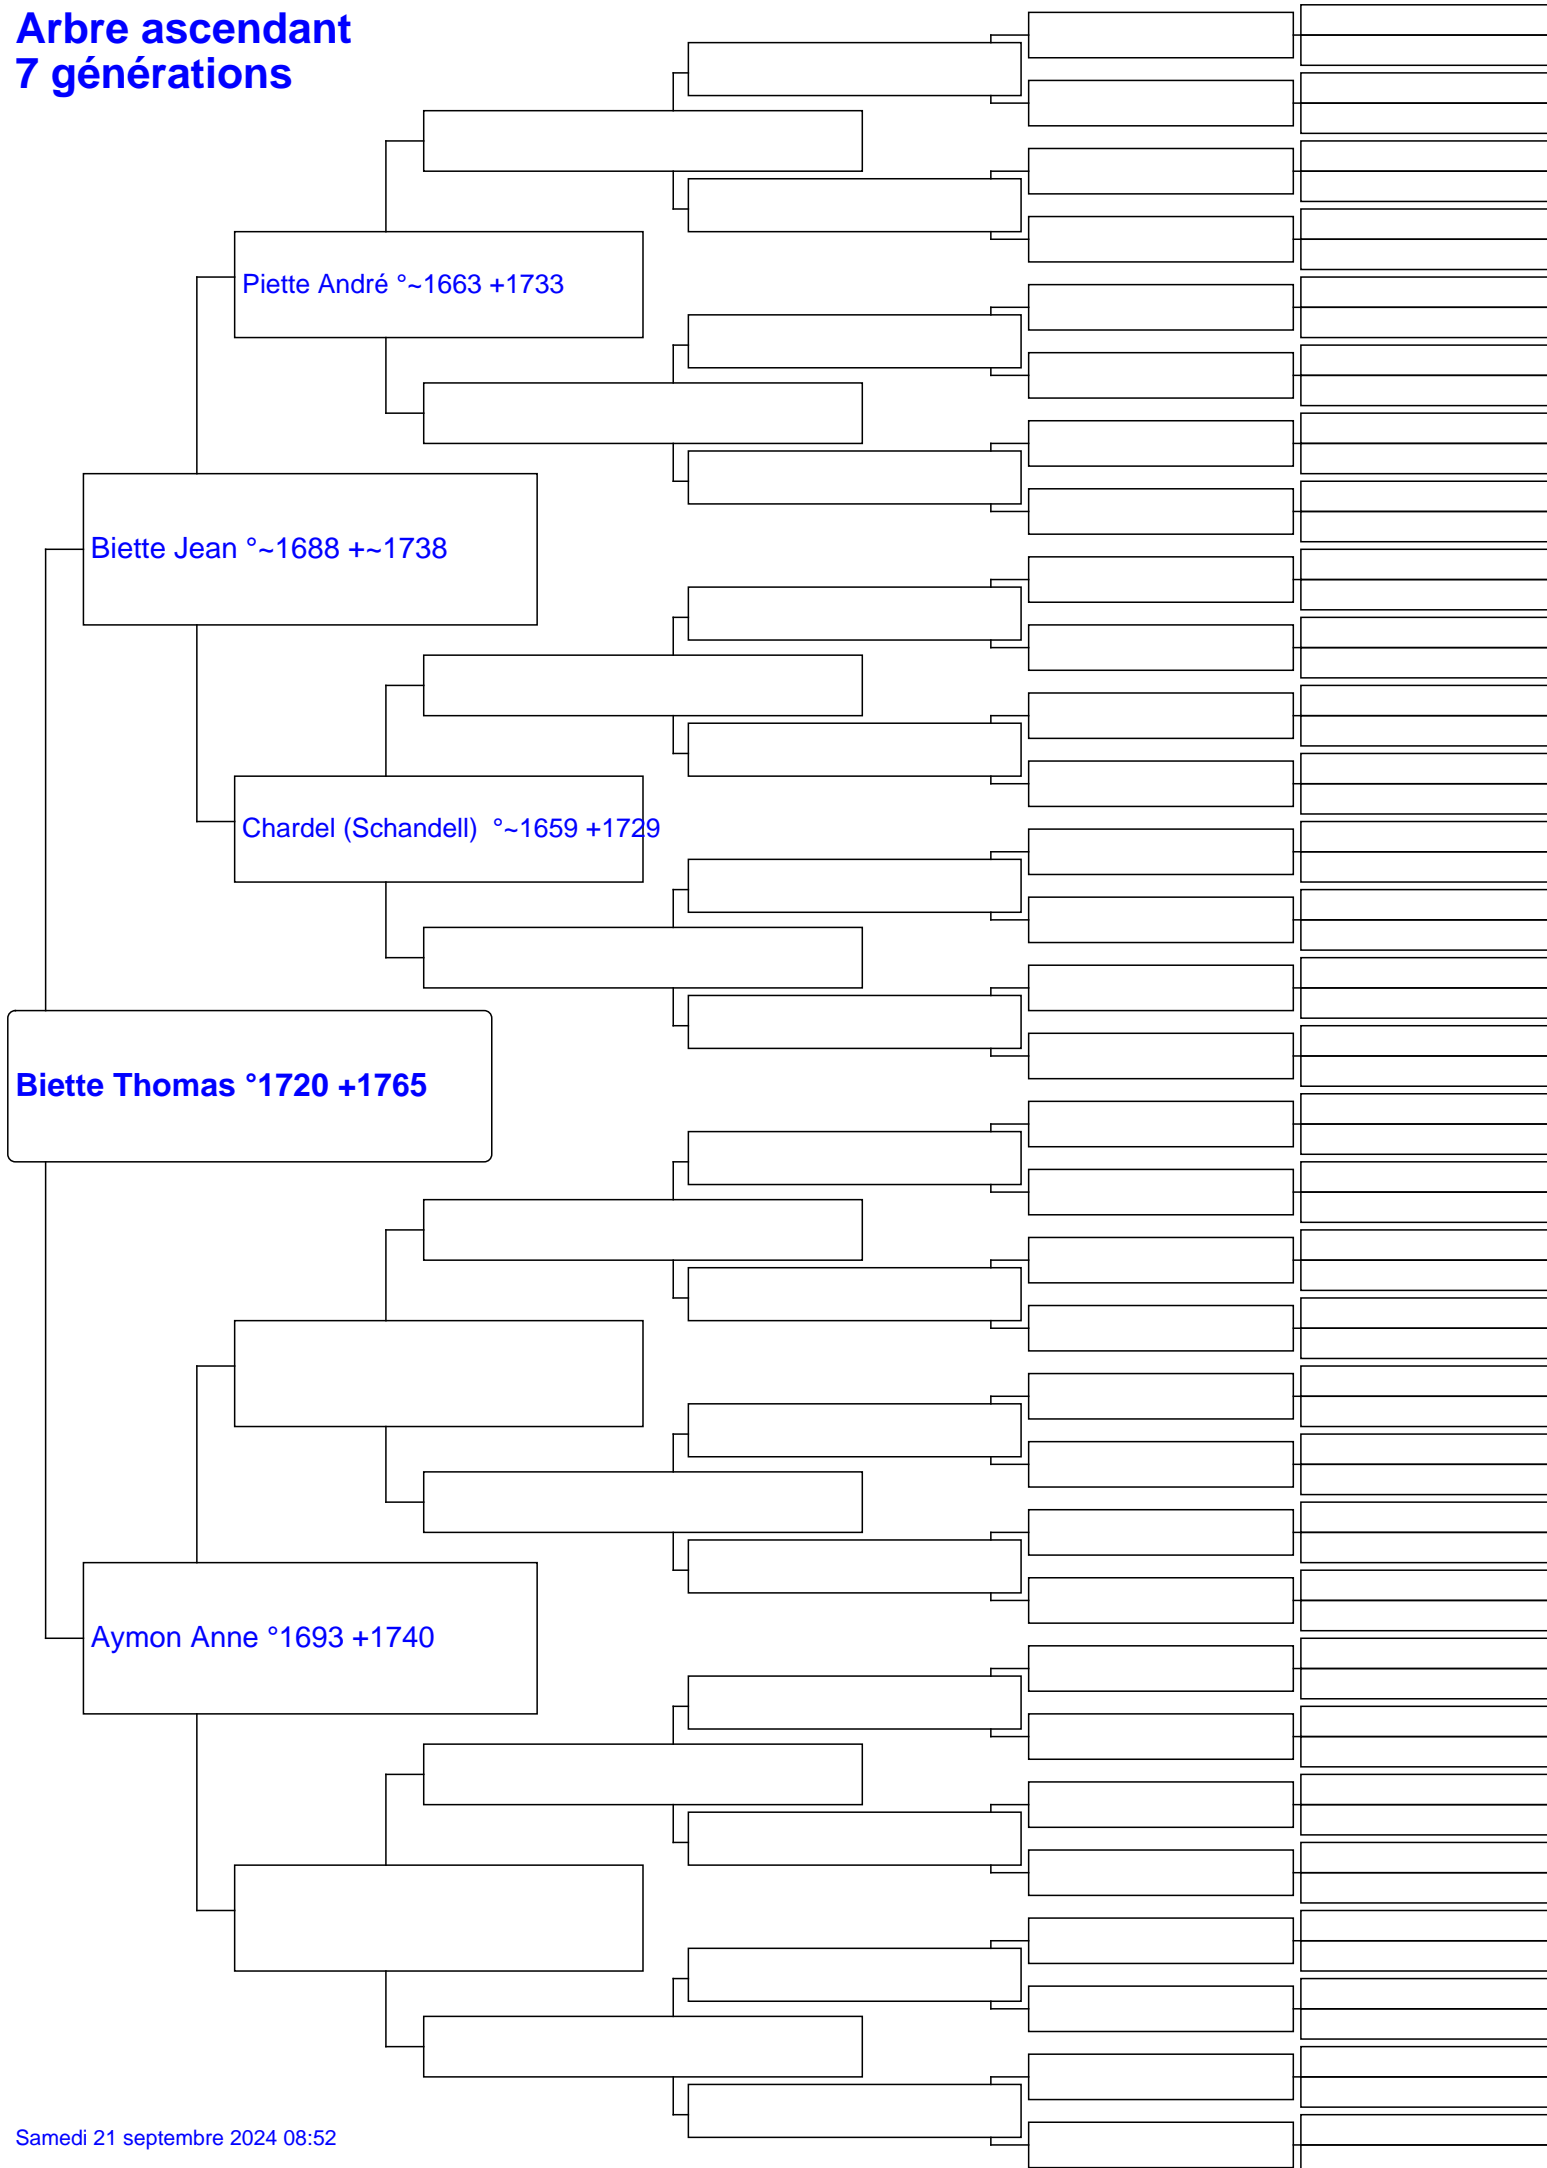 Arbre ascendant
7 générations
Piette André °~1663 +1733
Biette Jean °~1688 +~1738
Chardel (Schandell)  °~1659 +1729
Biette Thomas °1720 +1765
Aymon Anne °1693 +1740
Samedi 21 septembre 2024 08:52